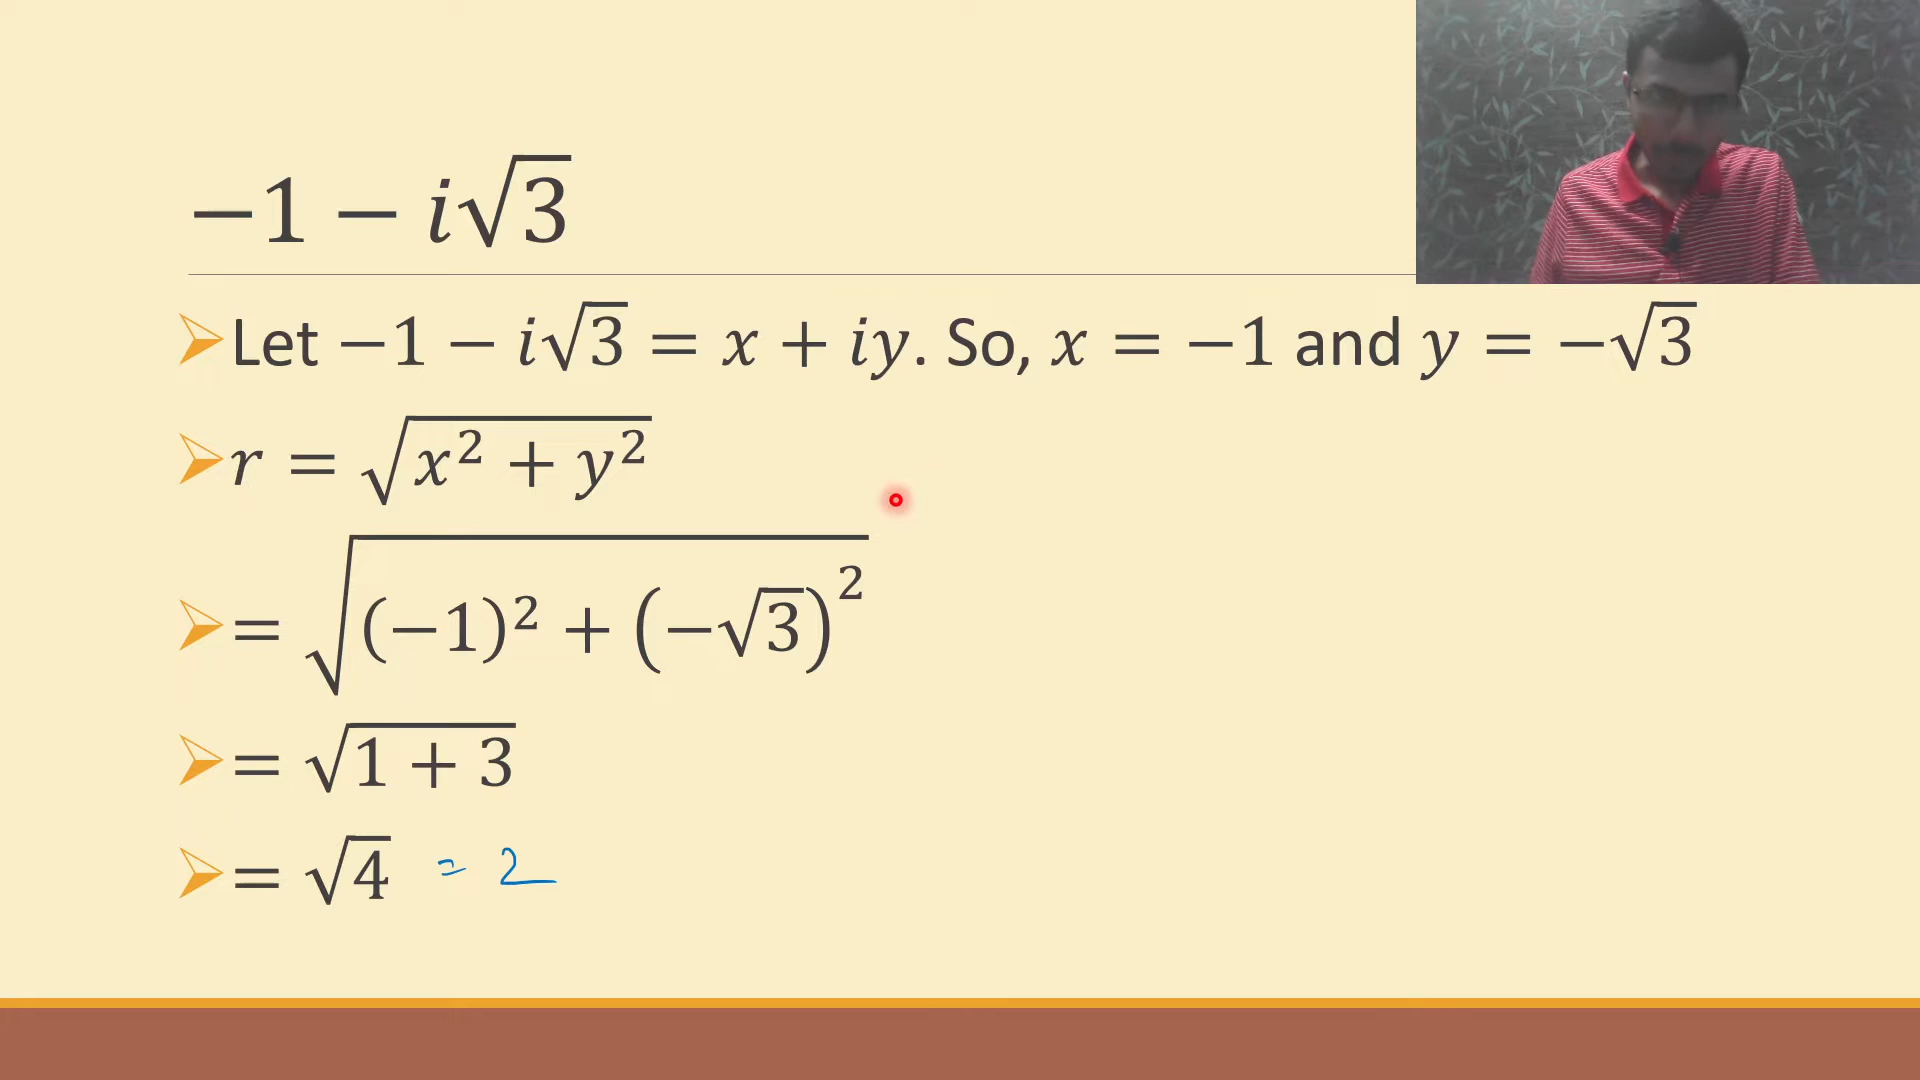 −1 − i√3
➢Let −1 − i√3 = x + iy. So, x = −1 and y = −√3
➢r = √(x² + y²)
➢= √((−1)² + (−√3)²)
➢= √(1 + 3)
➢= √4 = 2